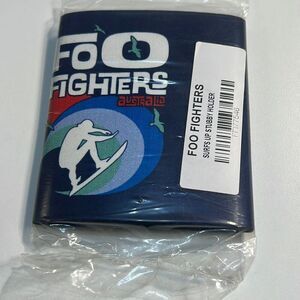 FOO
FIGHTERS
australia
FOO FIGHTERS
SURFS UP STUBBY HOLDER